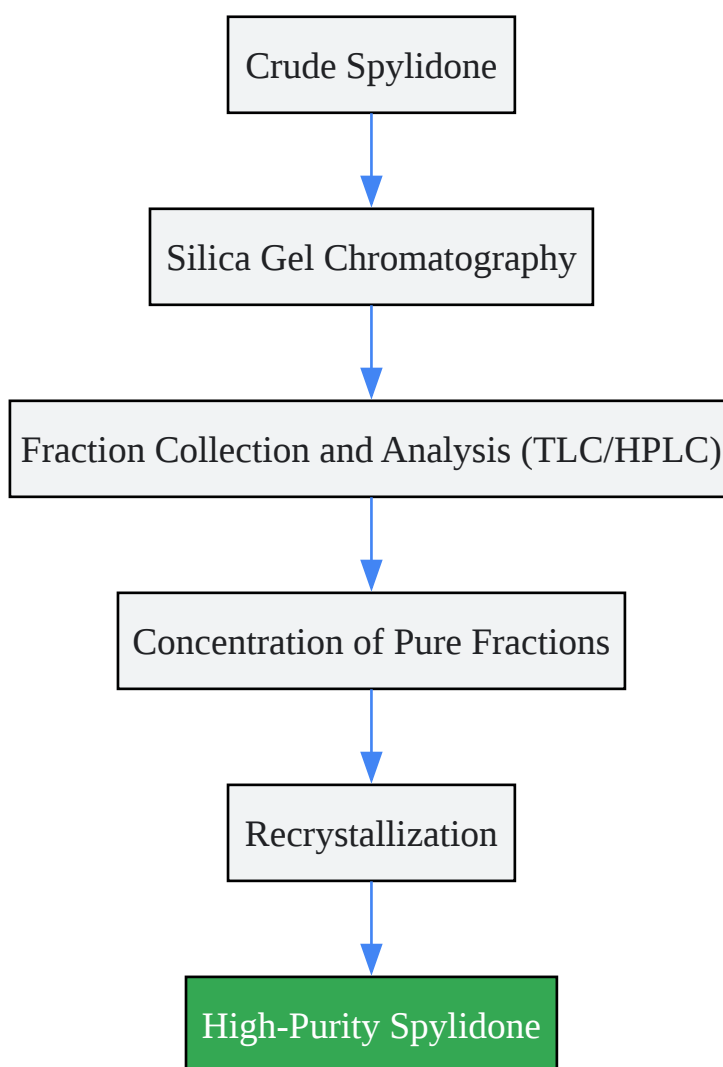 Crude Spylidone
Silica Gel Chromatography
Fraction Collection and Analysis (TLC/HPLC)
Concentration of Pure Fractions
Recrystallization
High-Purity Spylidone